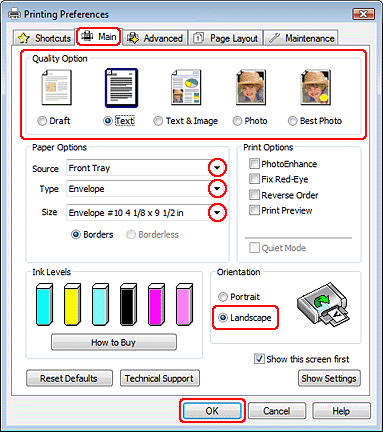 Printing Preferences
Shortcuts Main Advanced Page Layout Maintenance
Quality Option
Draft Text Text & Image Photo Best Photo
Paper Options
Source Front Tray
Type Envelope
Size Envelope #10 4 1/8 x 9 1/2 in
Borders Borderless
Print Options
PhotoEnhance
Fix Red-Eye
Reverse Order
Print Preview
Quiet Mode
Ink Levels
How to Buy
Orientation
Portrait
Landscape
Show this screen first
Reset Defaults Technical Support Show Settings
OK Cancel Help